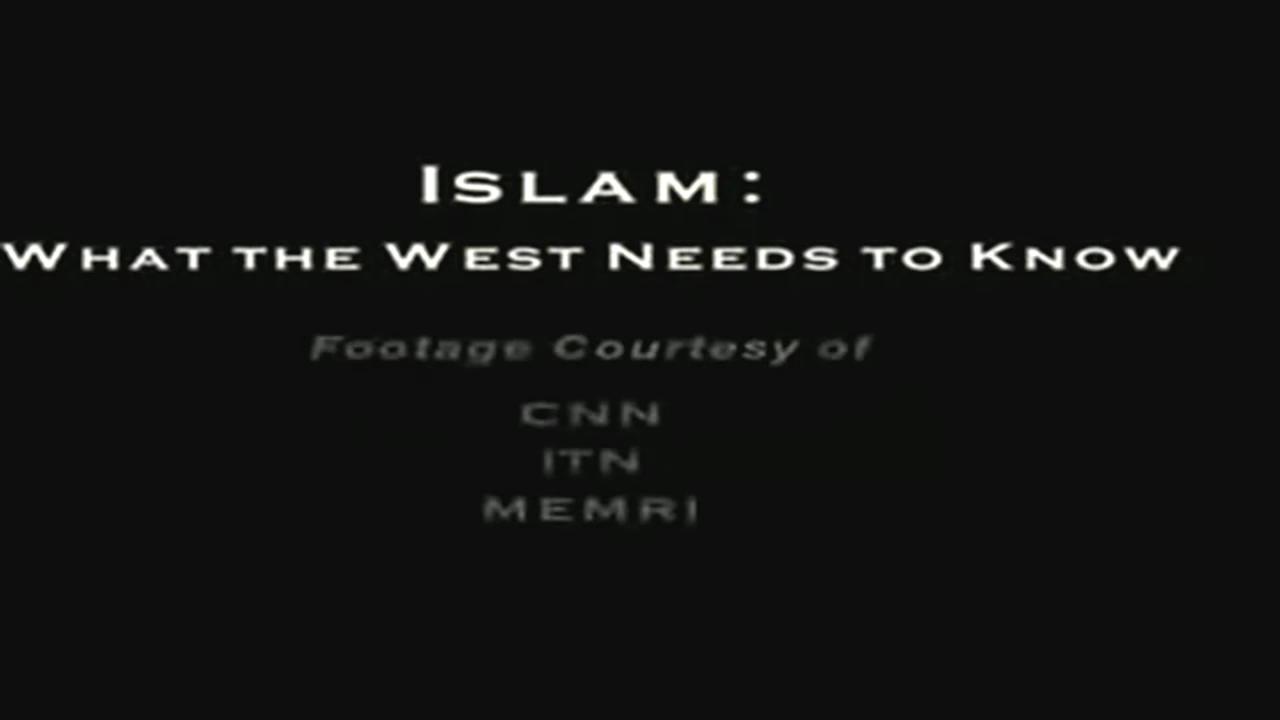 Islam:
What the West Needs to Know
Footage Courtesy of
CNN
ITN
MEMRI